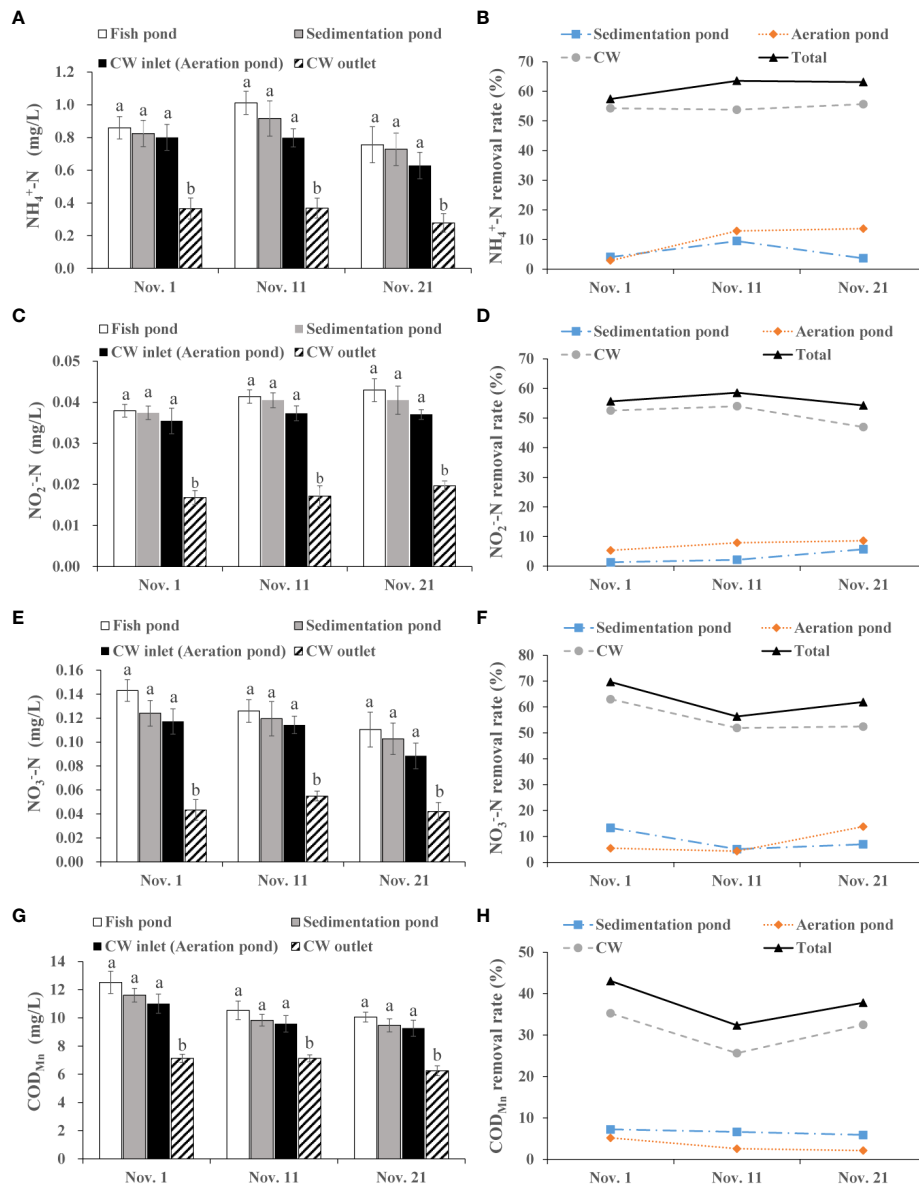 A
Fish pond
Sedimentation pond
CW inlet (Aeration pond)
CW outlet
NH₄⁺-N (mg/L)
1.2
1.0
0.8
0.6
0.4
0.2
0.0
a a a b
a a a b
a a a b
Nov. 1 Nov. 11 Nov. 21
B
Sedimentation pond
Aeration pond
CW
Total
NH₄⁺-N removal rate (%)
70
60
50
40
30
20
10
0
Nov. 1 Nov. 11 Nov. 21
C
Fish pond
Sedimentation pond
CW inlet (Aeration pond)
CW outlet
NO₂⁻-N (mg/L)
0.05
0.04
0.03
0.02
0.01
0.00
a a a b
a a a b
a a a b
Nov. 1 Nov. 11 Nov. 21
D
Sedimentation pond
Aeration pond
CW
Total
NO₂⁻-N removal rate (%)
70
60
50
40
30
20
10
0
Nov. 1 Nov. 11 Nov. 21
E
Fish pond
Sedimentation pond
CW inlet (Aeration pond)
CW outlet
NO₃⁻-N (mg/L)
0.16
0.14
0.12
0.10
0.08
0.06
0.04
0.02
0.00
a a a b
a a a b
a a a b
Nov. 1 Nov. 11 Nov. 21
F
Sedimentation pond
Aeration pond
CW
Total
NO₃⁻-N removal rate (%)
80
70
60
50
40
30
20
10
0
Nov. 1 Nov. 11 Nov. 21
G
Fish pond
Sedimentation pond
CW inlet (Aeration pond)
CW outlet
COD_Mn (mg/L)
14
12
10
8
6
4
2
0
a a a b
a a a b
a a a b
Nov. 1 Nov. 11 Nov. 21
H
Sedimentation pond
Aeration pond
CW
Total
COD_Mn removal rate (%)
50
40
30
20
10
0
Nov. 1 Nov. 11 Nov. 21